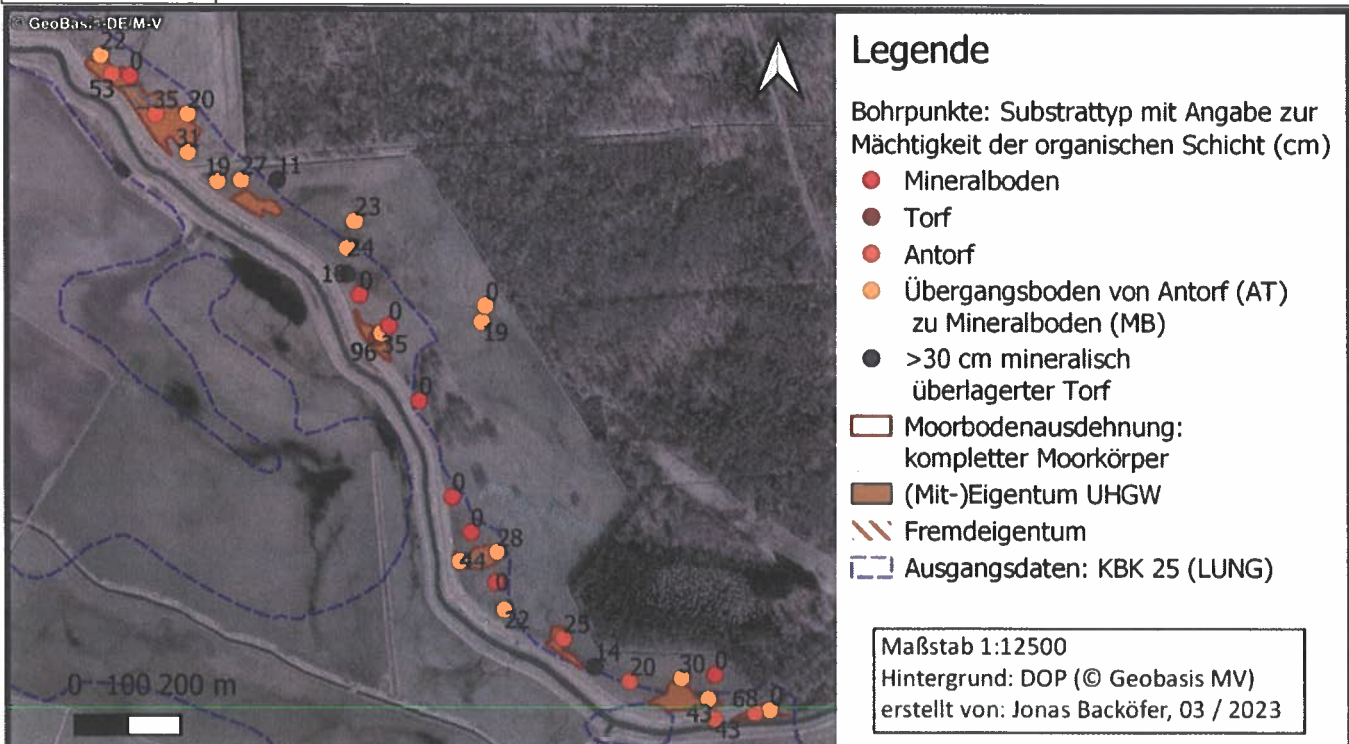 © GeoBasis-DE/M-V
22
0
53
35
20
31
19
27
11
23
24
0
0
0
19
96
35
0
0
0
28
44
0
22
25
14
20
30
0
68
0
43
43
0 100 200 m
Legende
Bohrpunkte: Substrattyp mit Angabe zur
Mächtigkeit der organischen Schicht (cm)
Mineralboden
Torf
Antorf
Übergangsboden von Antorf (AT)
zu Mineralboden (MB)
>30 cm mineralisch
überlagerter Torf
Moorbodenausdehnung:
kompletter Moorkörper
(Mit-)Eigentum UHGW
Fremdeigentum
Ausgangsdaten: KBK 25 (LUNG)
Maßstab 1:12500
Hintergrund: DOP (© Geobasis MV)
erstellt von: Jonas Backöfer, 03 / 2023